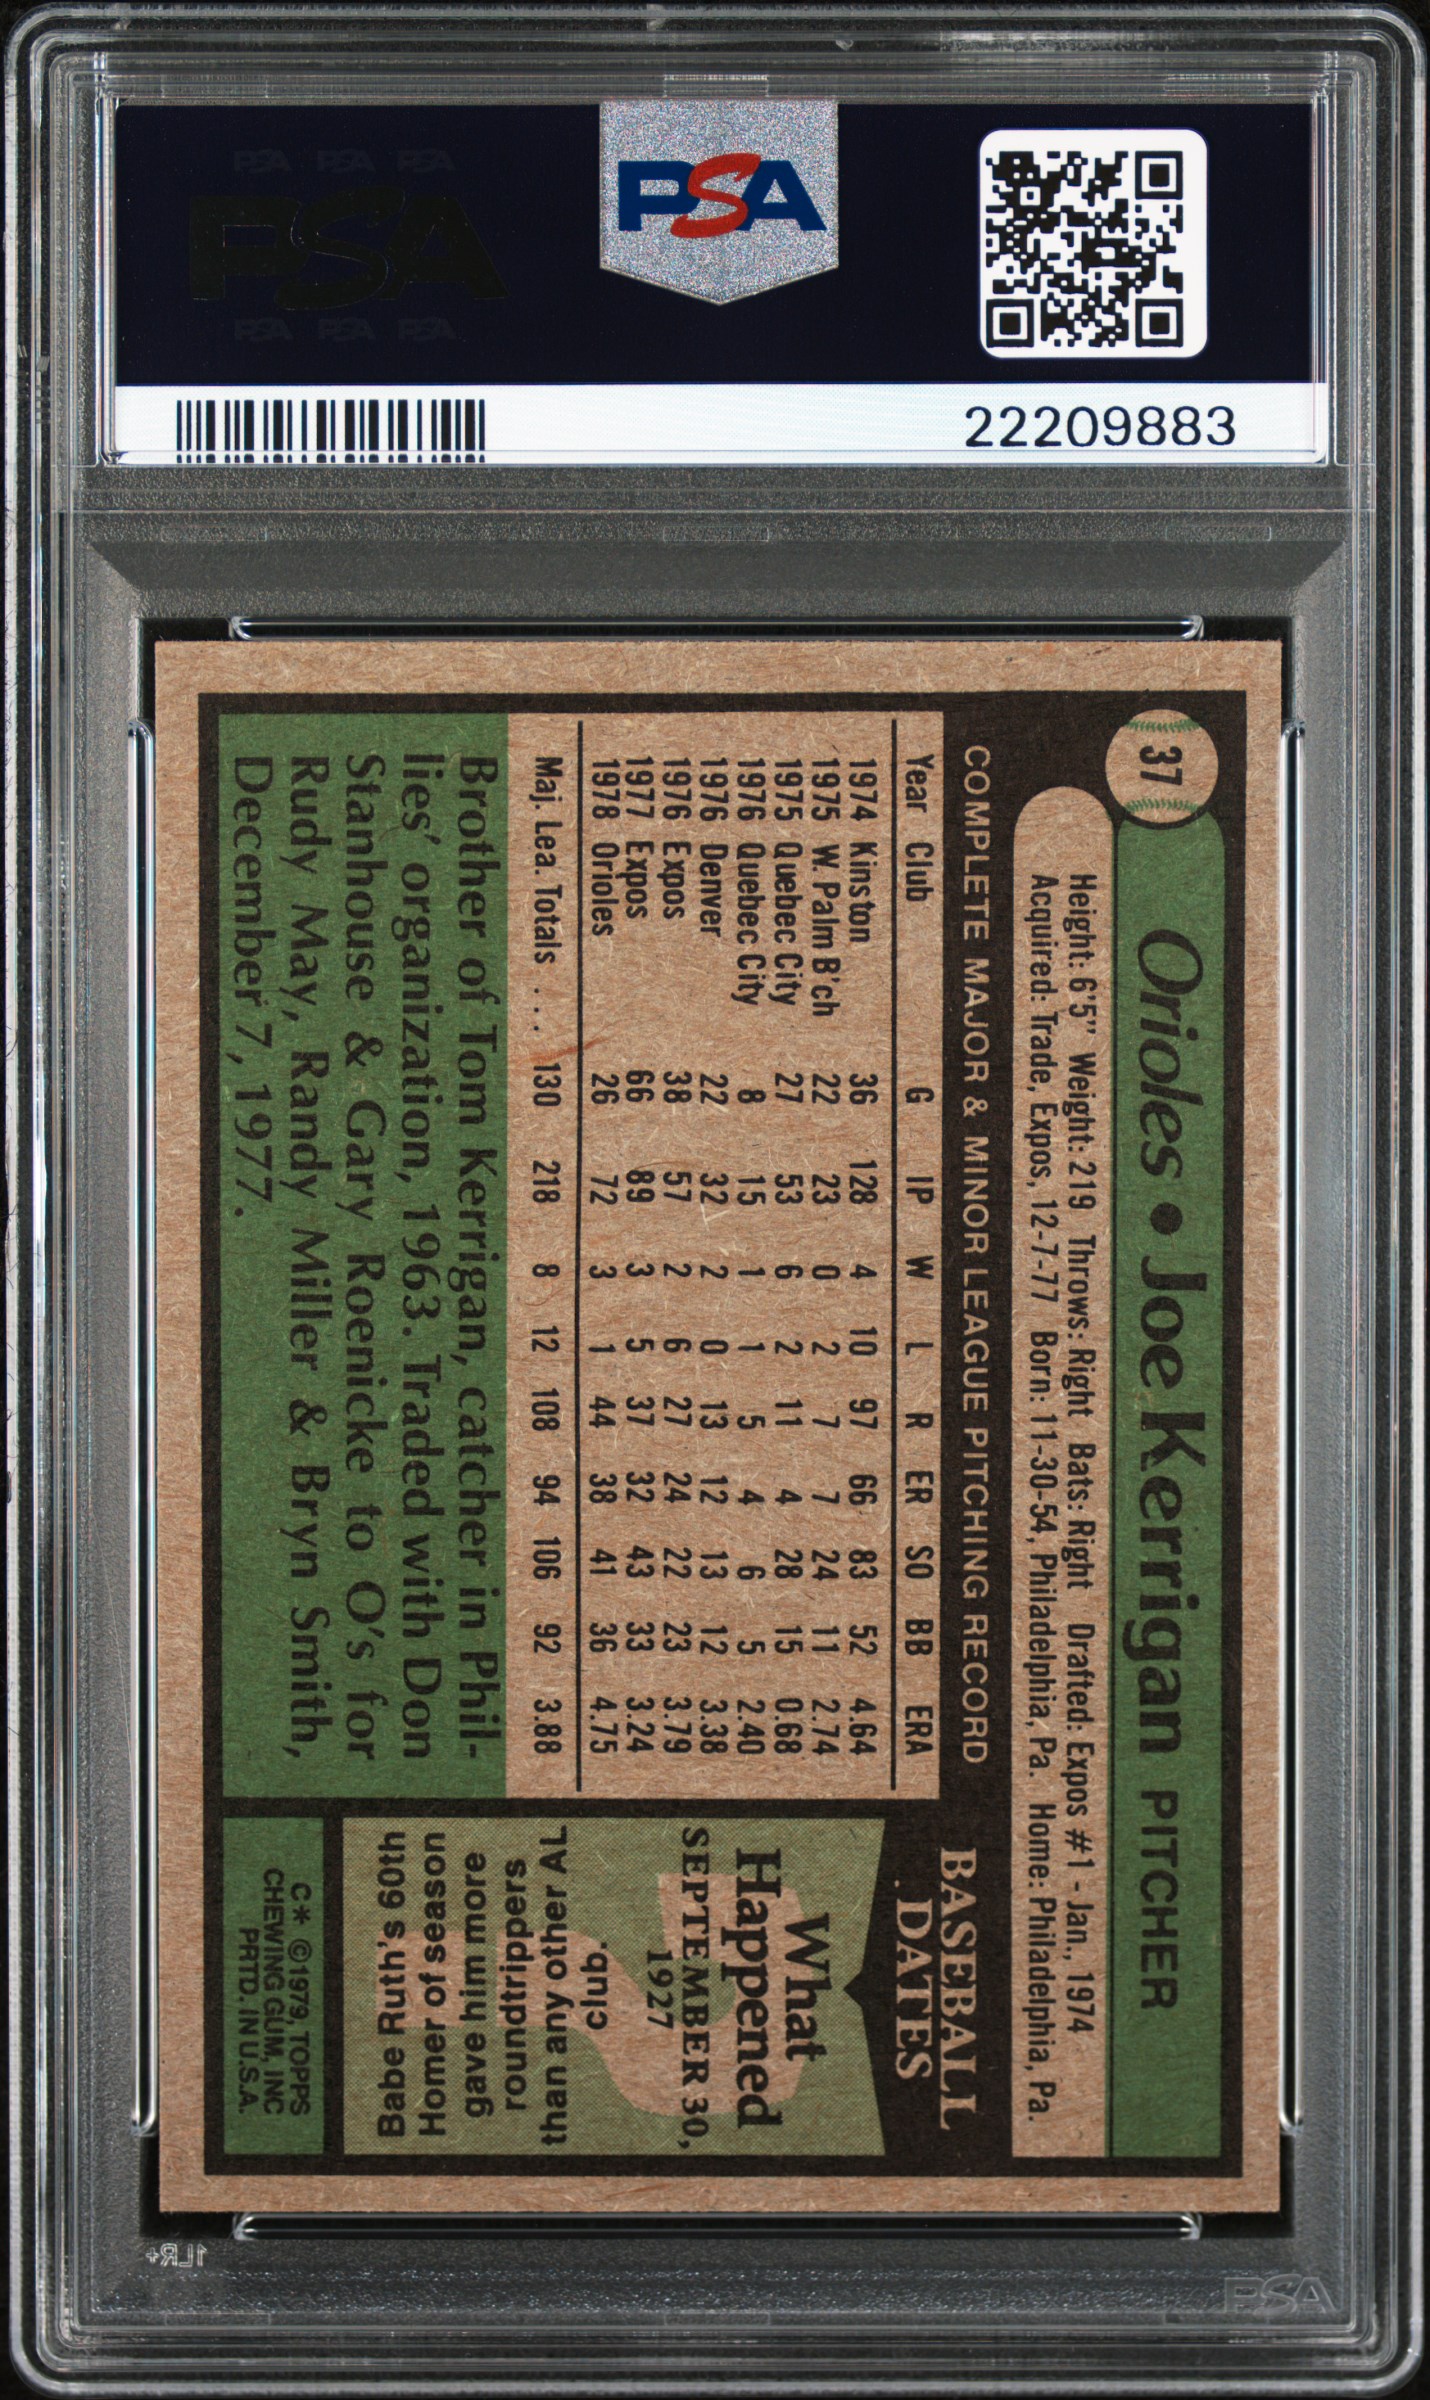 PSA PSA PSA
PSA
PSA PSA PSA
PSA
22209883
37
Orioles • Joe Kerrigan PITCHER
Height: 6'5" Weight: 219 Throws: Right Bats: Right Drafted: Expos #1 - Jan., 1974
Acquired: Trade, Expos, 12-7-77 Born: 11-30-54, Philadelphia, Pa. Home: Philadelphia, Pa.
COMPLETE MAJOR & MINOR LEAGUE PITCHING RECORD
Year Club G IP W L R ER SO BB ERA
1974 Kinston 36 128 4 10 97 66 83 52 4.64
1975 W. Palm B'ch 22 23 0 2 7 7 24 11 2.74
1975 Quebec City 27 53 6 2 11 4 28 15 0.68
1976 Quebec City 8 15 1 1 5 4 6 5 2.40
1976 Denver 22 32 2 0 13 12 13 12 3.38
1976 Expos 38 57 2 6 27 24 22 23 3.79
1977 Expos 66 89 3 5 37 32 43 33 3.24
1978 Orioles 26 72 3 1 44 38 41 36 4.75
Maj. Lea. Totals .... 130 218 8 12 108 94 106 92 3.88
Brother of Tom Kerrigan, catcher in Phil-
lies' organization, 1963. Traded with Don
Stanhouse & Gary Roenicke to O's for
Rudy May, Randy Miller & Bryn Smith,
December 7, 1977.
BASEBALL
DATES
What
Happened
SEPTEMBER 30,
1927
Babe Ruth's 60th
Homer of season
gave him more
roundtrippers
than any other AL
club.
C* ©1979, TOPPS
CHEWING GUM, INC
PRTD. IN U.S.A.
1LR+
PSA